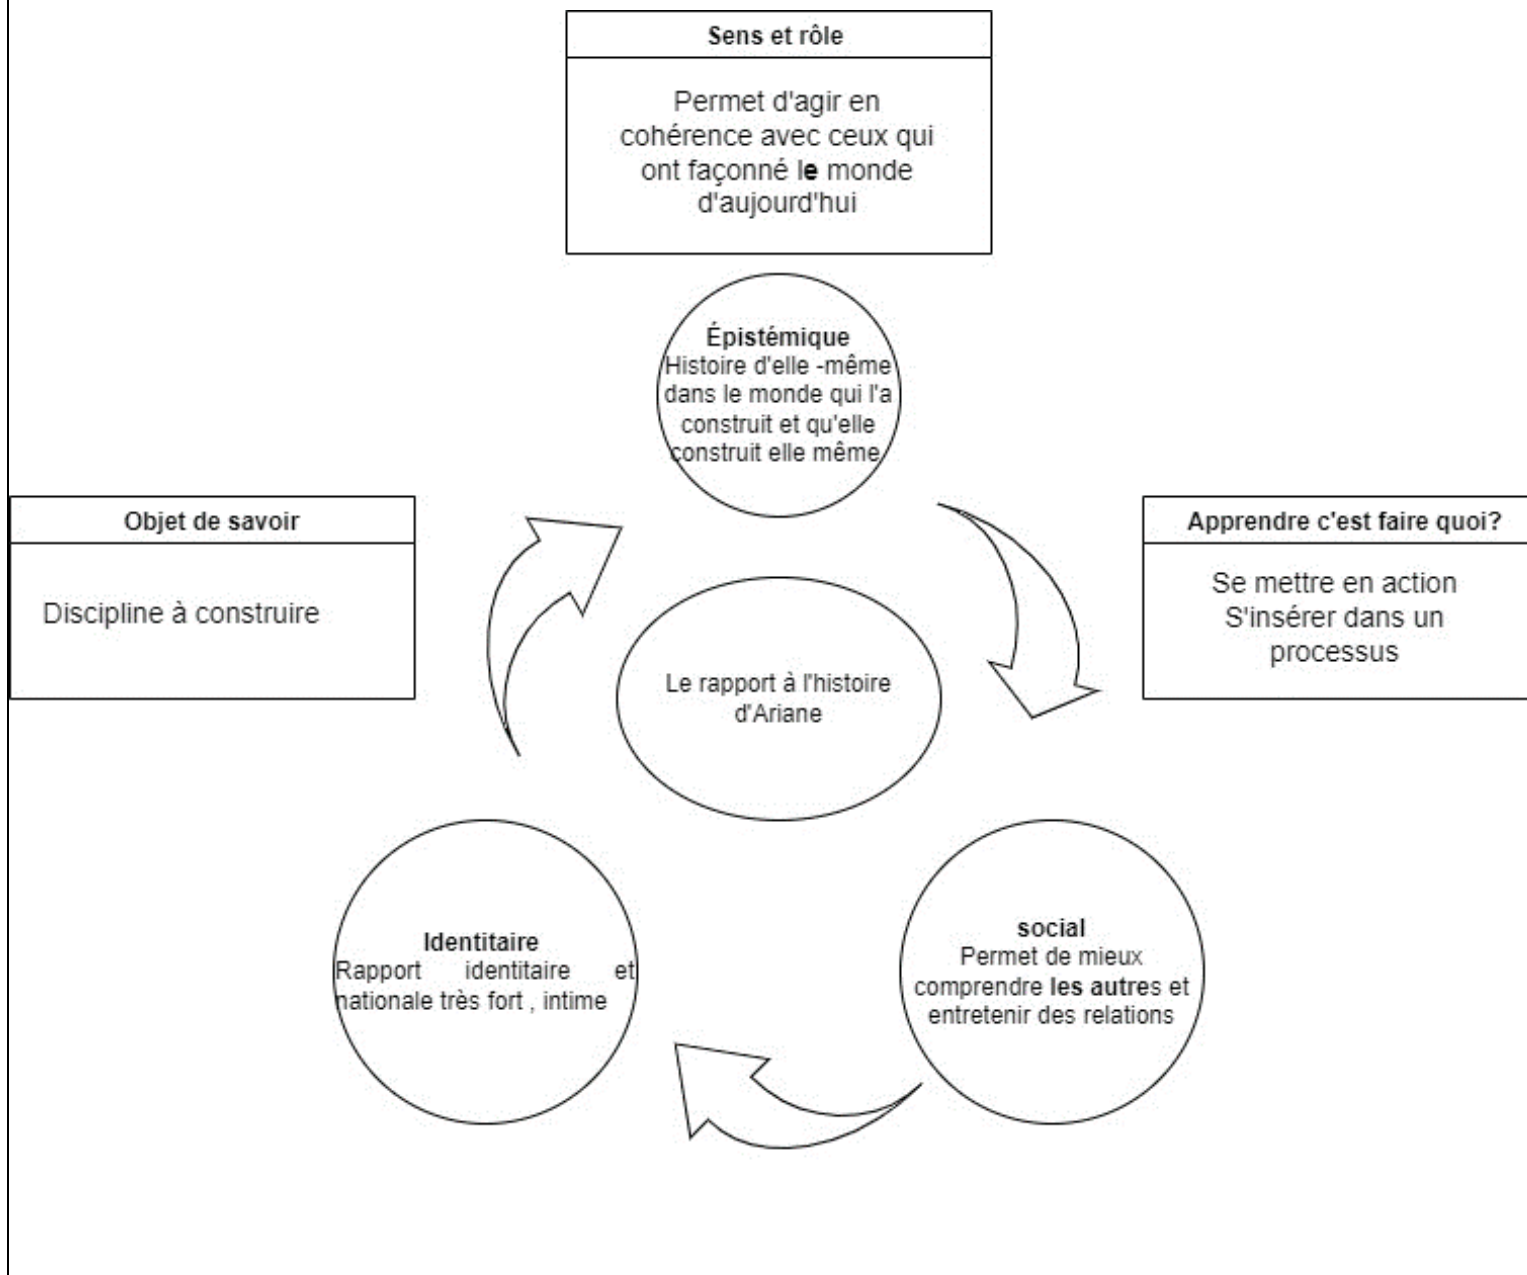 Sens et rôle
Permet d'agir en
cohérence avec ceux qui
ont façonné le monde
d'aujourd'hui
Épistémique
Histoire d'elle -même
dans le monde qui l'a
construit et qu'elle
construit elle même
Objet de savoir
Discipline à construire
Apprendre c'est faire quoi?
Se mettre en action
S'insérer dans un
processus
Le rapport à l'histoire
d'Ariane
Identitaire
Rapport identitaire et
nationale très fort , intime
social
Permet de mieux
comprendre les autres et
entretenir des relations